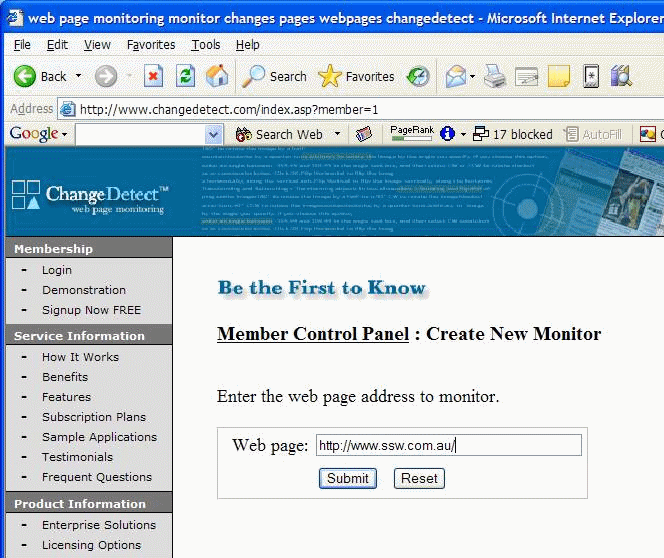 web page monitoring monitor changes pages webpages changedetect - Microsoft Internet Explorer
File Edit View Favorites Tools Help
Back Search Favorites
Address http://www.changedetect.com/index.asp?member=1
Google Search Web PageRank 17 blocked AutoFill O
ChangeDetect™
web page monitoring
Membership
- Login
- Demonstration
- Signup Now FREE
Service Information
- How It Works
- Benefits
- Features
- Subscription Plans
- Sample Applications
- Testimonials
- Frequent Questions
Product Information
- Enterprise Solutions
- Licensing Options
Be the First to Know
Member Control Panel : Create New Monitor
Enter the web page address to monitor.
Web page: http://www.ssw.com.au/
Submit Reset